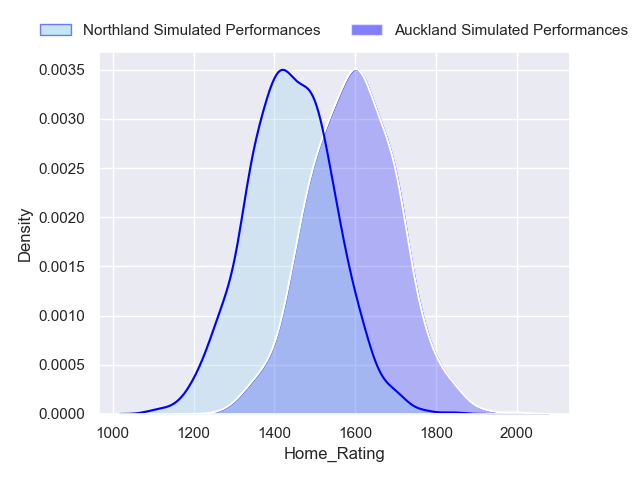 Northland Simulated Performances Auckland Simulated Performances
0.0035
0.0030
0.0025
0.0020
0.0015
0.0010
0.0005
0.0000
Density
1000 1200 1400 1600 1800 2000
Home_Rating